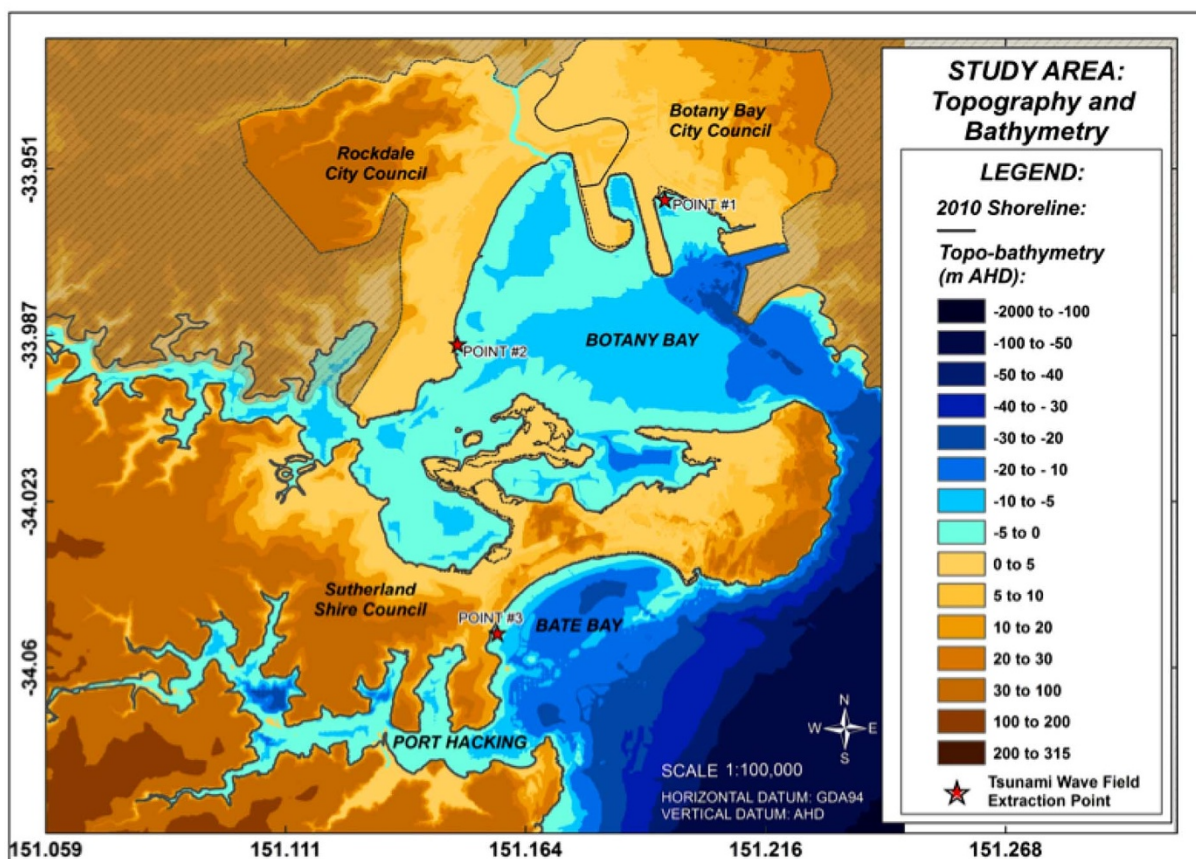 STUDY AREA:
Topography and
Bathymetry
LEGEND:
2010 Shoreline:
Topo-bathymetry
(m AHD):
-2000 to -100
-100 to -50
-50 to -40
-40 to - 30
-30 to -20
-20 to - 10
-10 to -5
-5 to 0
0 to 5
5 to 10
10 to 20
20 to 30
30 to 100
100 to 200
200 to 315
Tsunami Wave Field
Extraction Point
Botany Bay
City Council
Rockdale
City Council
POINT #1
POINT #2
BOTANY BAY
Sutherland
Shire Council
POINT #3
BATE BAY
PORT HACKING
N
W E
S
SCALE 1:100,000
HORIZONTAL DATUM: GDA94
VERTICAL DATUM: AHD
-33.951
-33.987
-34.023
-34.06
151.059 151.111 151.164 151.216 151.268